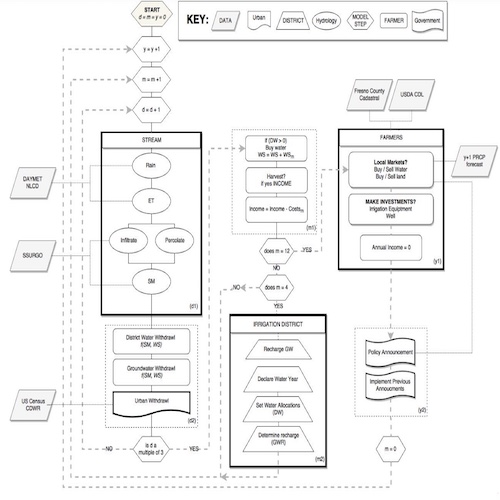 START
d = m = y = 0
KEY:
DATA
Urban
DISTRICT
Hydrology
MODEL
STEP
FARMER
Government
y = y +1
m = m +1
d = d + 1
Fresno County
Cadastral
USDA CDL
STREAM
Rain
ET
Infiltrate
Percolate
SM
(d1)
DAYMET
NLCD
SSURGO
If (DW > 0)
Buy water
WS = WS + WSm
Harvest?
if yes INCOME
Income = Income - Costsm
(m1)
FARMERS
Local Markets?
Buy / Sell Water
Buy / Sell land
MAKE INVESTMENTS?
Irrigation Equiptment
Well
Annual Income = 0
(y1)
y+1 PRCP
forecast
does m = 12
YES
NO
does m = 4
NO
YES
District Water Withdrawl
f(SM, WS)
Groundwater Withdrawl
f(SM, WS)
Urban Withdrawl
(d2)
US Census
CDWR
NO
is d a
multiple of 3
YES
IRRIGATION DISTRICT
Recharge GW
Declare Water Year
Set Water Allocations
(DW)
Determine recharge
(GWR)
(m2)
Policy Announcement
Implement Previous
Annoucments
(y2)
m = 0